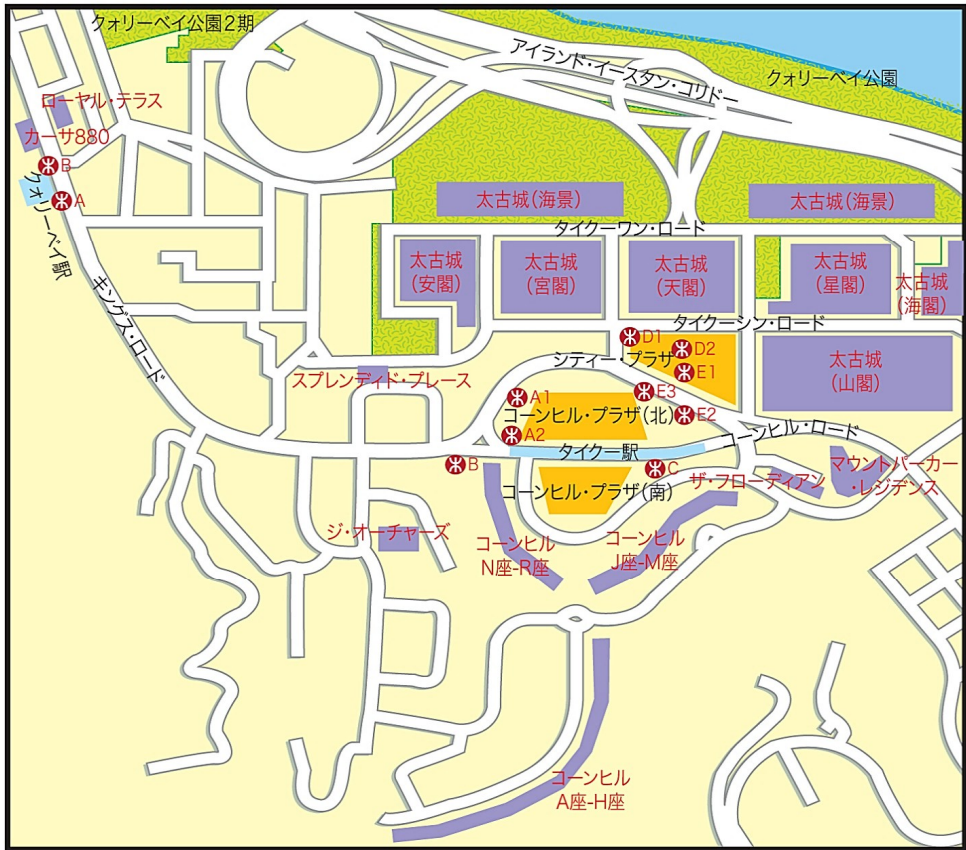 クォリーベイ公園2期
アイランド・イースタン・コリドー
クォリーベイ公園
ローヤル・テラス
カーサ880
B
A
クオリーベイ駅
太古城(海景)
太古城(海景)
タイクーワン・ロード
太古城
(安閣)
太古城
(宮閣)
太古城
(天閣)
太古城
(星閣)
太古城
(海閣)
キングス・ロード
タイクーシン・ロード
D1
D2
シティー・プラザ
E1
太古城
(山閣)
スプレンディド・プレース
A1
E3
コーンヒル・プラザ(北)
E2
A2
コーンヒル・ロード
タイクー駅
B
C
コーンヒル・プラザ(南)
ザ・フローディアン
マウントパーカー
・レジデンス
ジ・オーチャーズ
コーンヒル
N座-R座
コーンヒル
J座-M座
コーンヒル
A座-H座